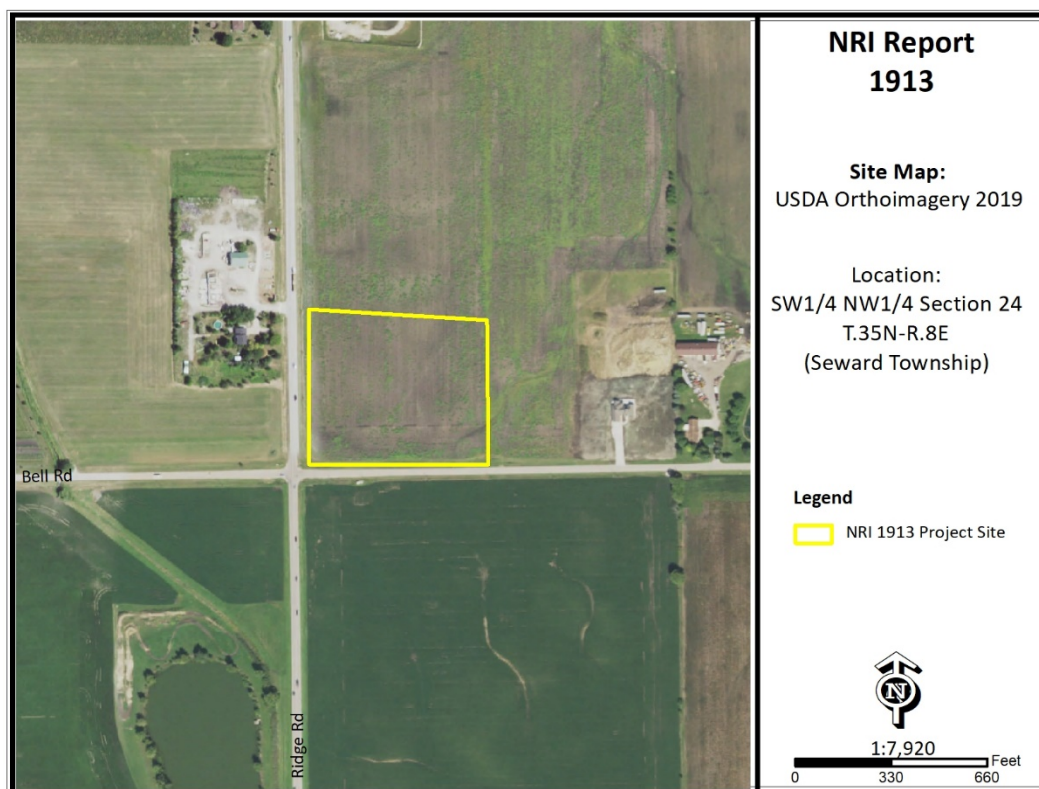 NRI Report
1913
Site Map:
USDA Orthoimagery 2019
Location:
SW1/4 NW1/4 Section 24
T.35N-R.8E
(Seward Township)
Bell Rd
Ridge Rd
Legend
NRI 1913 Project Site
N
1:7,920
Feet
0 330 660